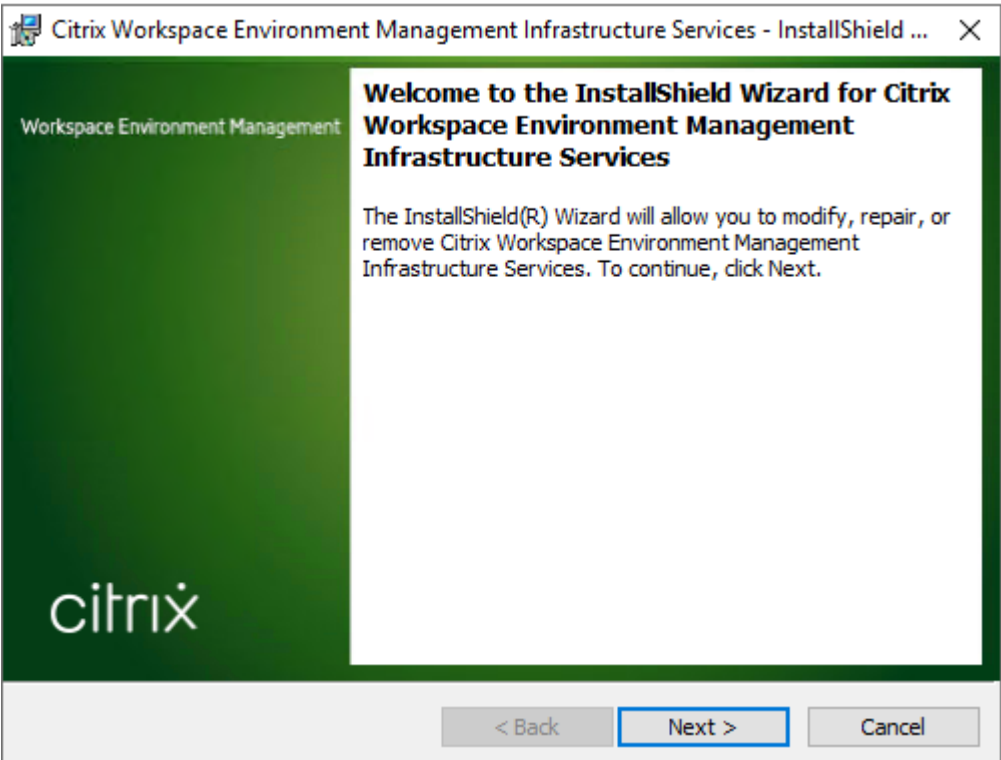 Citrix Workspace Environment Management Infrastructure Services - InstallShield ...
Workspace Environment Management
Welcome to the InstallShield Wizard for Citrix
Workspace Environment Management
Infrastructure Services
The InstallShield(R) Wizard will allow you to modify, repair, or
remove Citrix Workspace Environment Management
Infrastructure Services. To continue, click Next.
citrix
< Back
Next >
Cancel